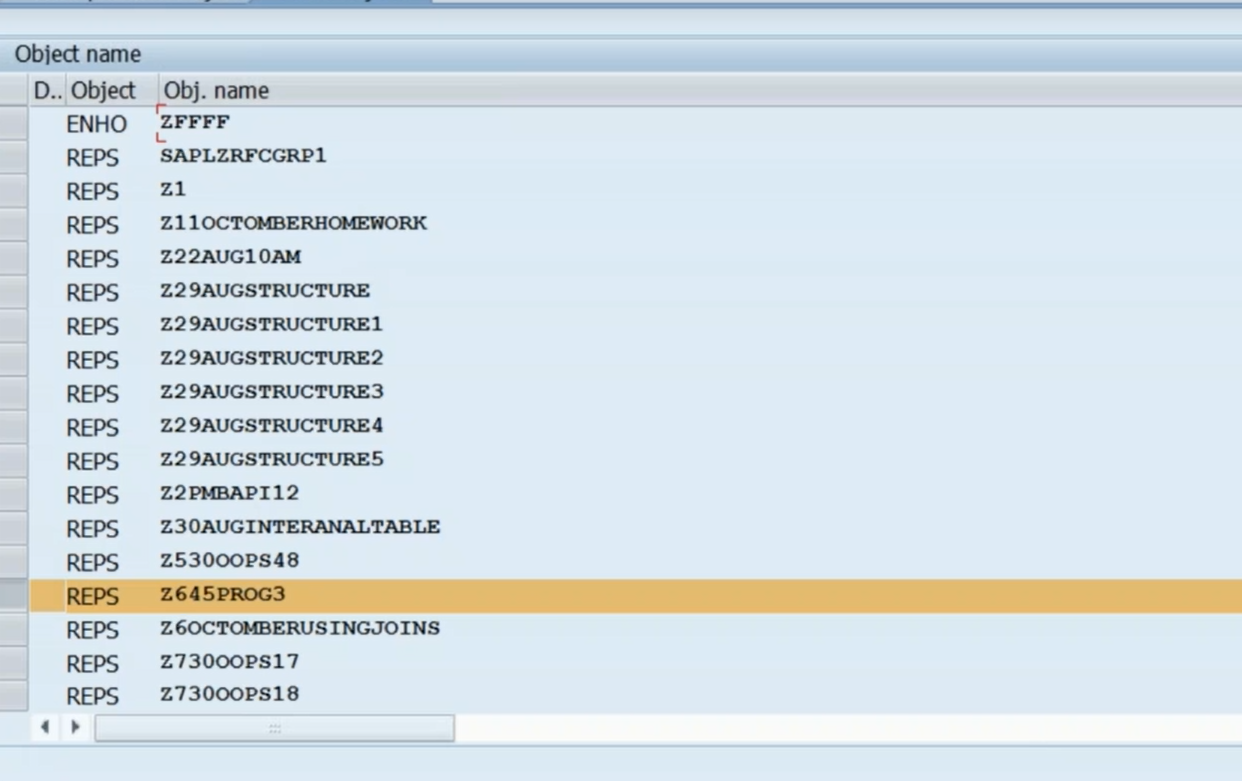 Object name
D.. Object Obj. name
ENHO ZFFFF
REPS SAPLZRFCGRP1
REPS Z1
REPS Z11OCTOMBERHOMEWORK
REPS Z22AUG10AM
REPS Z29AUGSTRUCTURE
REPS Z29AUGSTRUCTURE1
REPS Z29AUGSTRUCTURE2
REPS Z29AUGSTRUCTURE3
REPS Z29AUGSTRUCTURE4
REPS Z29AUGSTRUCTURE5
REPS Z2PMBAPI12
REPS Z30AUGINTERANALTABLE
REPS Z530OOPS48
REPS Z645PROG3
REPS Z6OCTOMBERUSINGJOINS
REPS Z730OOPS17
REPS Z730OOPS18